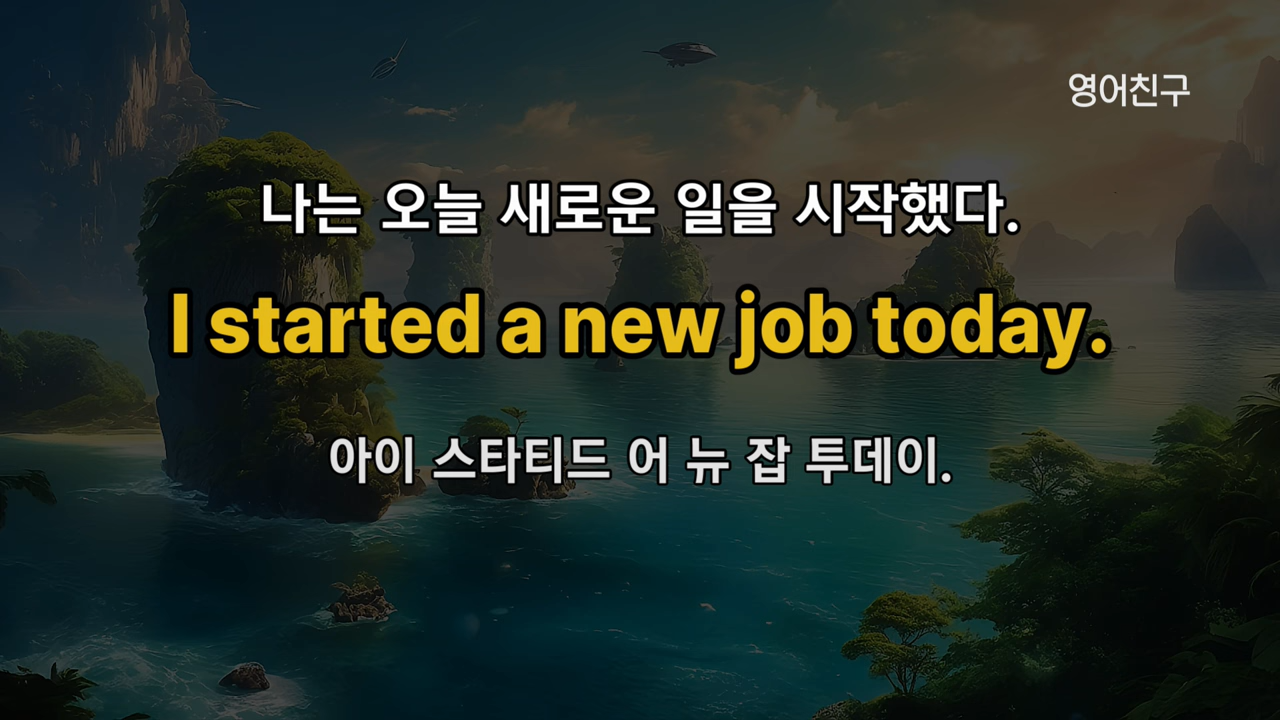 영어친구
나는 오늘 새로운 일을 시작했다.
I started a new job today.
아이 스타티드 어 뉴 잡 투데이.